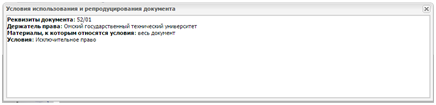 Условия использования и репродуцирования документа
Реквизиты документа: 52/01
Держатель права: Омский государственный технический университет
Материалы, к которым относятся условия: весь документ
Условия: Исключительное право